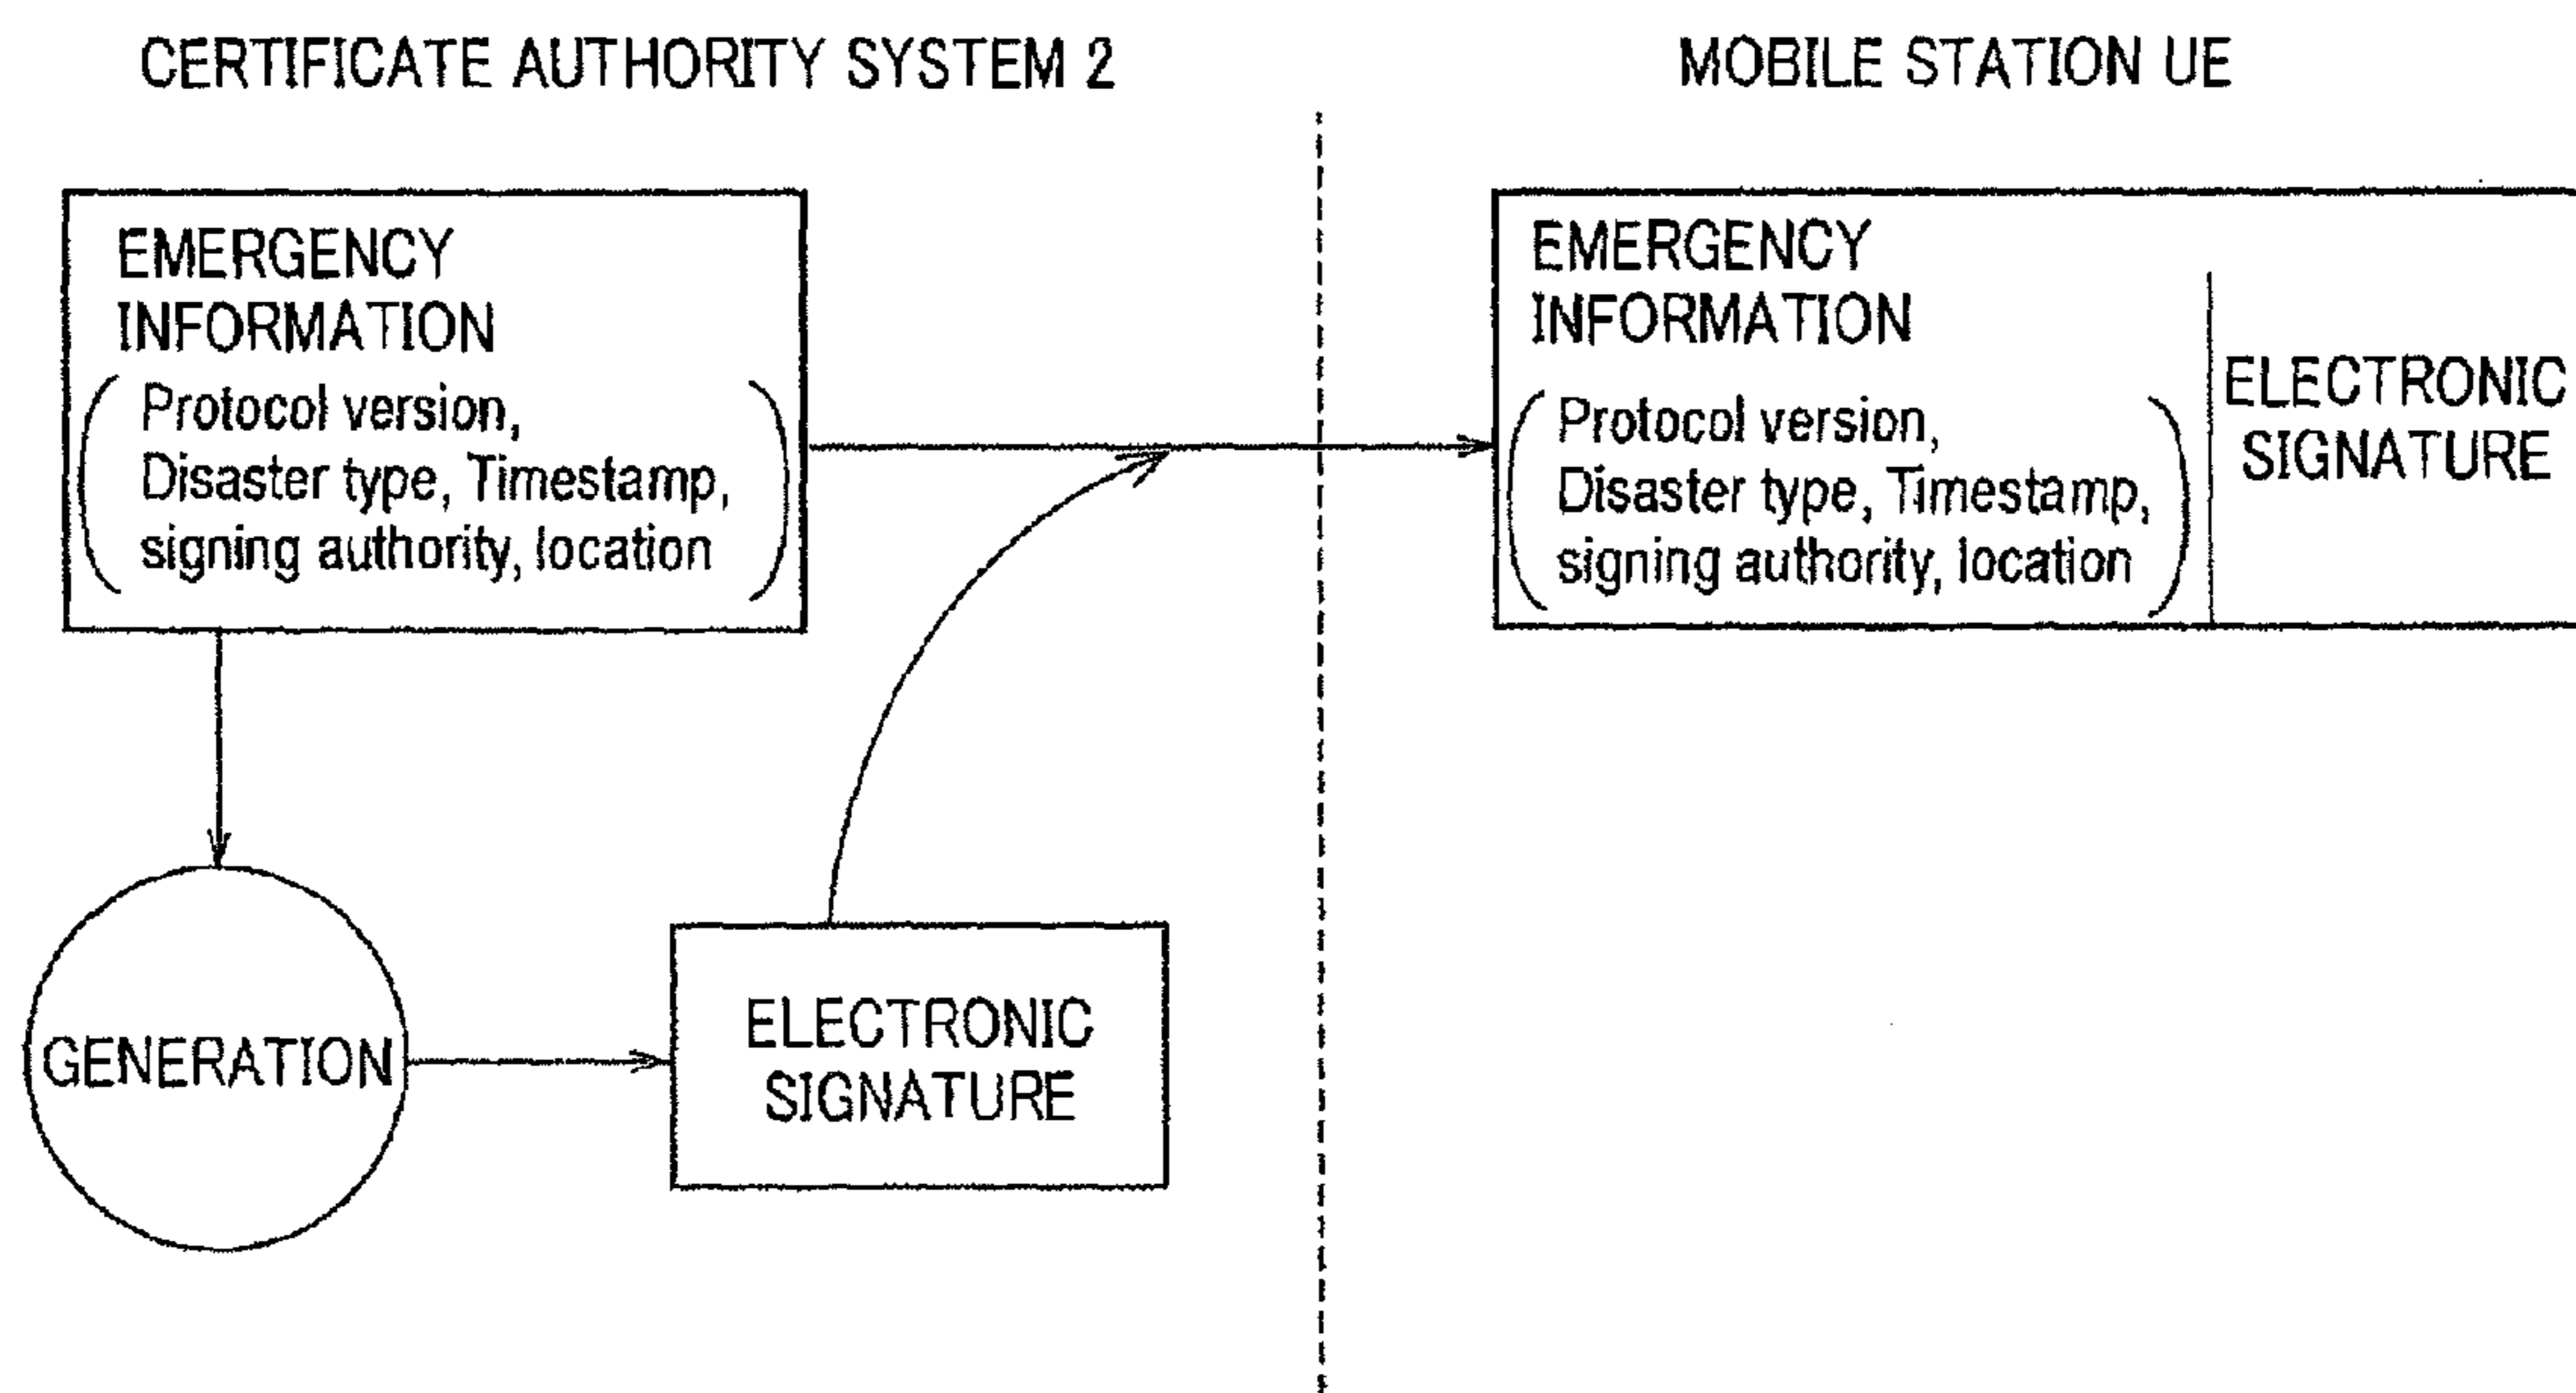 CERTIFICATE AUTHORITY SYSTEM 2
MOBILE STATION UE
EMERGENCY
INFORMATION
Protocol version,
Disaster type, Timestamp,
signing authority, location
EMERGENCY
INFORMATION
Protocol version,
Disaster type, Timestamp,
signing authority, location
ELECTRONIC
SIGNATURE
GENERATION
ELECTRONIC
SIGNATURE